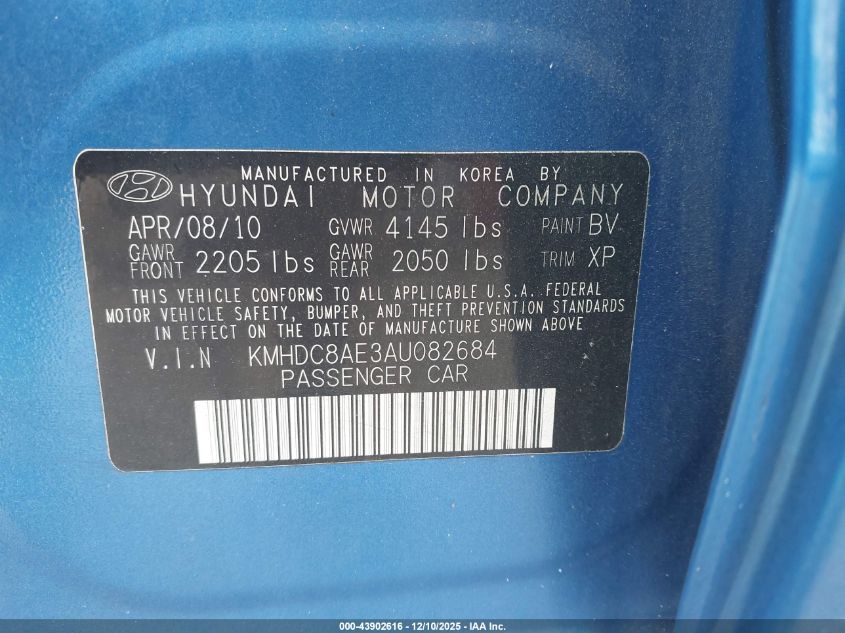 MANUFACTURED IN KOREA BY
HYUNDAI MOTOR COMPANY
APR/08/10 GVWR 4145 lbs PAINT BV
GAWR FRONT 2205 lbs GAWR REAR 2050 lbs TRIM XP
THIS VEHICLE CONFORMS TO ALL APPLICABLE U.S.A. FEDERAL
MOTOR VEHICLE SAFETY, BUMPER, AND THEFT PREVENTION STANDARDS
IN EFFECT ON THE DATE OF MANUFACTURE SHOWN ABOVE
V.I.N KMHDC8AE3AU082684
PASSENGER CAR
000-43902616 - 12/10/2025 - IAA Inc.